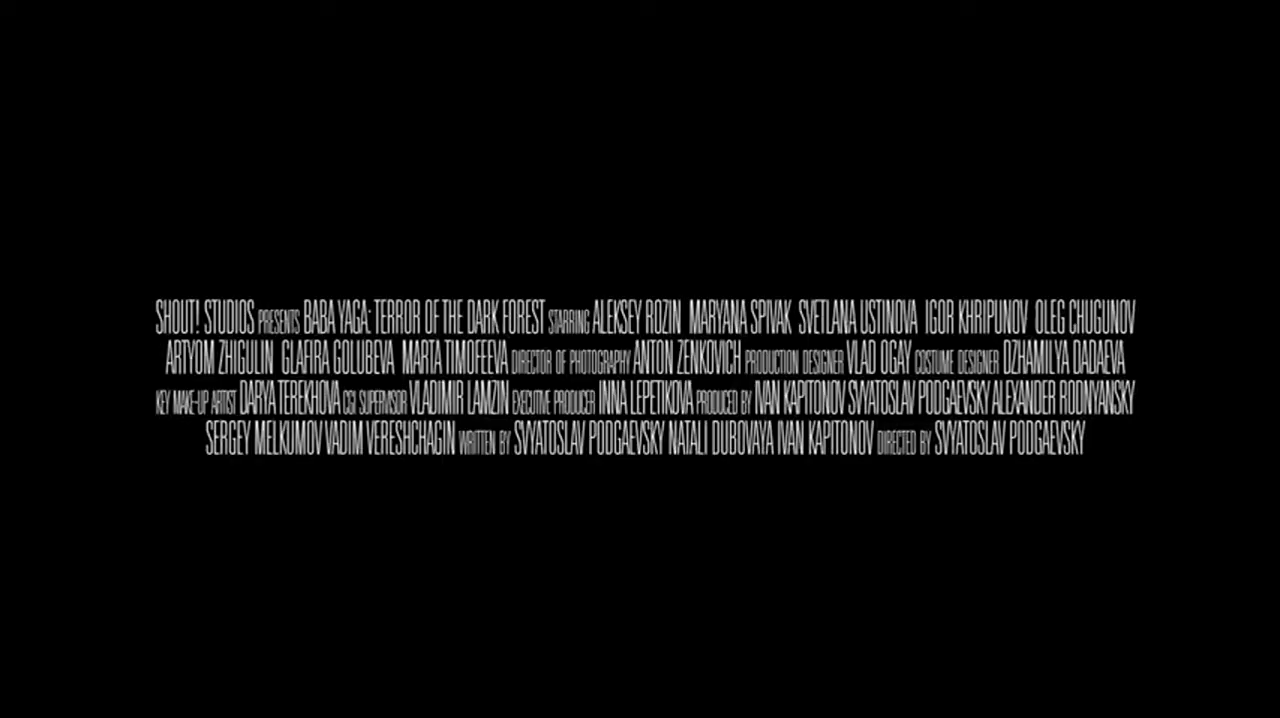 SHOUT! STUDIOS PRESENTS BABA YAGA: TERROR OF THE DARK FOREST STARRING ALEKSEY ROZIN MARYANA SPIVAK SVETLANA USTINOVA IGOR KHRIPUNOV OLEG CHUGUNOV
ARTYOM ZHIGULIN GLAFIRA GOLUBEVA MARTA TIMOFEEVA DIRECTOR OF PHOTOGRAPHY ANTON ZENKOVICH PRODUCTION DESIGNER VLAD OGAY COSTUME DESIGNER DZHAMILYA DADAEVA
KEY MAKE-UP ARTIST DARYA TEREKHOVA CGI SUPERVISOR VLADIMIR LAMZIN EXECUTIVE PRODUCER INNA LEPETIKOVA PRODUCED BY IVAN KAPITONOV SVYATOSLAV PODGAEVSKY ALEXANDER RODNYANSKY
SERGEY MELKUMOV VADIM VERESHCHAGIN WRITTEN BY SVYATOSLAV PODGAEVSKY NATALI DUBOVAYA IVAN KAPITONOV DIRECTED BY SVYATOSLAV PODGAEVSKY